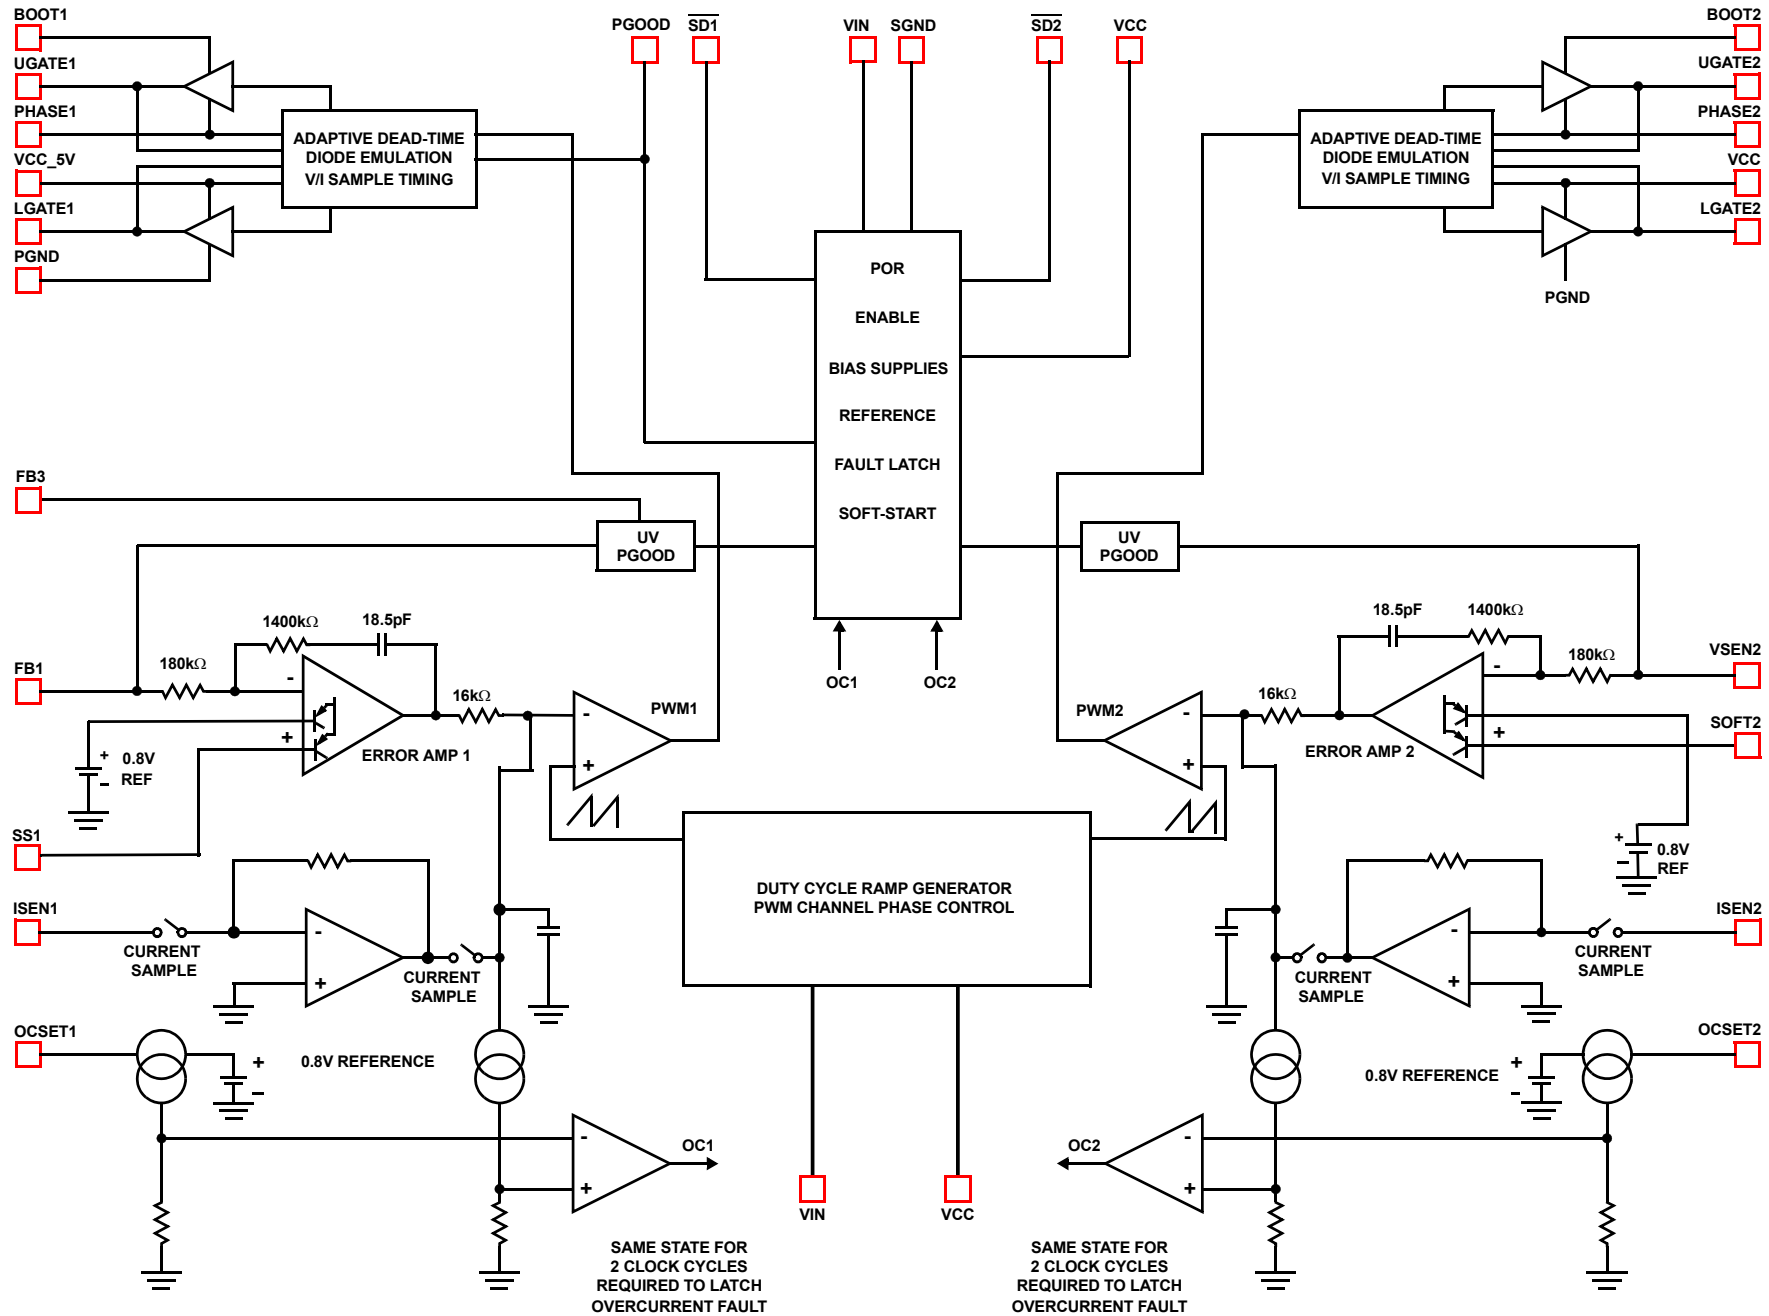 BOOT1
UGATE1
PHASE1
VCC_5V
LGATE1
PGND
ADAPTIVE DEAD-TIME
DIODE EMULATION
V/I SAMPLE TIMING
PGOOD
SD1
VIN
SGND
SD2
VCC
BOOT2
UGATE2
PHASE2
VCC
LGATE2
PGND
ADAPTIVE DEAD-TIME
DIODE EMULATION
V/I SAMPLE TIMING
POR
ENABLE
BIAS SUPPLIES
REFERENCE
FAULT LATCH
SOFT-START
OC1
OC2
FB3
UV
PGOOD
UV
PGOOD
1400kΩ
18.5pF
180kΩ
FB1
-
+
16kΩ
ERROR AMP 1
+
-
0.8V
REF
-
+
PWM1
SS1
18.5pF
1400kΩ
180kΩ
VSEN2
SOFT2
-
+
16kΩ
ERROR AMP 2
PWM2
-
+
+
-
0.8V
REF
DUTY CYCLE RAMP GENERATOR
PWM CHANNEL PHASE CONTROL
ISEN1
CURRENT
SAMPLE
-
+
CURRENT
SAMPLE
ISEN2
CURRENT
SAMPLE
-
+
CURRENT
SAMPLE
OCSET1
+
-
0.8V REFERENCE
-
+
OC1
OCSET2
0.8V REFERENCE
+
-
OC2
-
+
VIN
VCC
SAME STATE FOR
2 CLOCK CYCLES
REQUIRED TO LATCH
OVERCURRENT FAULT
SAME STATE FOR
2 CLOCK CYCLES
REQUIRED TO LATCH
OVERCURRENT FAULT